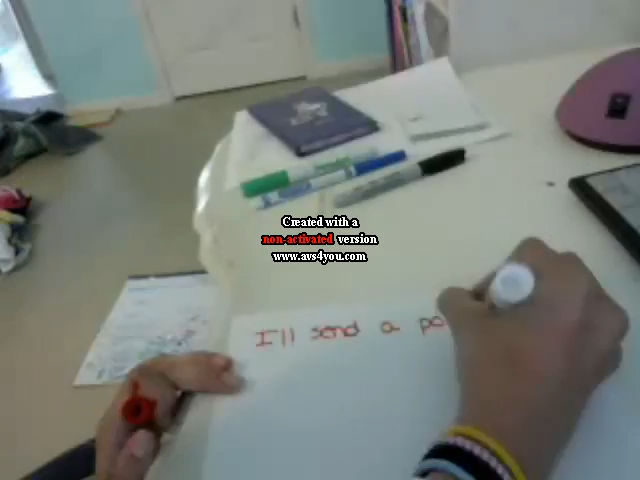 Created with a
non-activated version
www.avs4you.com
I'll send a po